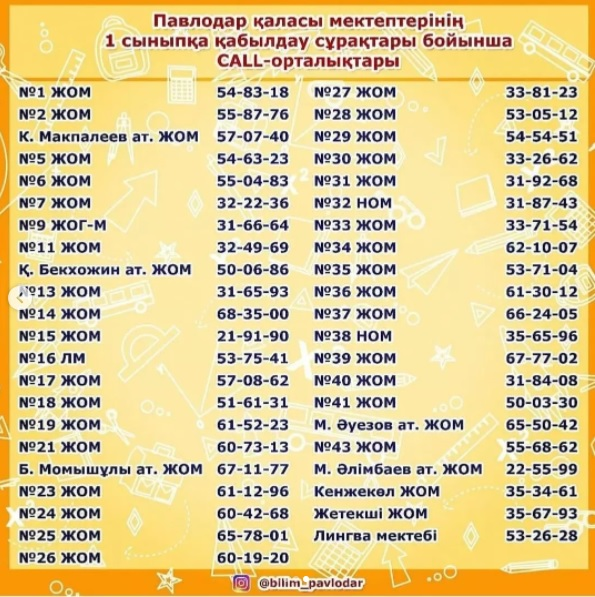 Павлодар қаласы мектептерінің
1 сыныпқа қабылдау сұрақтары бойынша
CALL-орталықтары
№1 ЖОМ 54-83-18
№2 ЖОМ 55-87-76
К. Макпалеев ат. ЖОМ 57-07-40
№5 ЖОМ 54-63-23
№6 ЖОМ 55-04-83
№7 ЖОМ 32-22-36
№9 ЖОГ-М 31-66-64
№11 ЖОМ 32-49-69
Қ. Бекхожин ат. ЖОМ 50-06-86
№13 ЖОМ 31-65-93
№14 ЖОМ 68-35-00
№15 ЖОМ 21-91-90
№16 ЛМ 53-75-41
№17 ЖОМ 57-08-62
№18 ЖОМ 51-61-31
№19 ЖОМ 61-52-23
№21 ЖОМ 60-73-13
Б. Момышұлы ат. ЖОМ 67-11-77
№23 ЖОМ 61-12-96
№24 ЖОМ 60-42-68
№25 ЖОМ 65-78-01
№26 ЖОМ 60-19-20
№27 ЖОМ 33-81-23
№28 ЖОМ 53-05-12
№29 ЖОМ 54-54-51
№30 ЖОМ 33-26-62
№31 ЖОМ 31-92-68
№32 НОМ 31-87-43
№33 ЖОМ 33-71-54
№34 ЖОМ 62-10-07
№35 ЖОМ 53-71-04
№36 ЖОМ 61-30-12
№37 ЖОМ 66-24-05
№38 НОМ 35-65-96
№39 ЖОМ 67-77-02
№40 ЖОМ 31-84-08
№41 ЖОМ 50-03-30
М. Әуезов ат. ЖОМ 65-50-42
№43 ЖОМ 55-68-62
М. Әлімбаев ат. ЖОМ 22-55-99
Кенжекөл ЖОМ 35-34-61
Жетекші ЖОМ 35-67-93
Лингва мектебі 53-26-28
@bilim_pavlodar